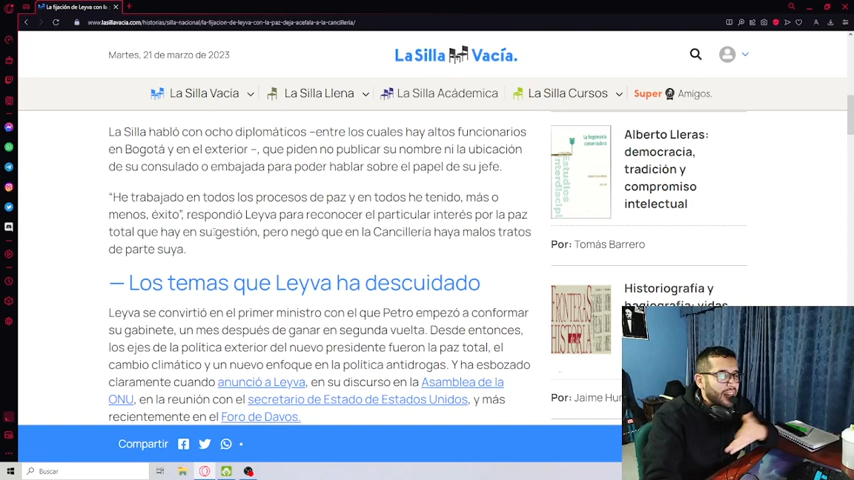 La fijación de Leyva con l
www.lasillavacia.com/historias/silla-nacional/la-fijacion-de-leyva-con-la-paz-deja-acefala-a-la-cancilleria/
Martes, 21 de marzo de 2023
La Silla Vacía.
La Silla Vacía
La Silla Llena
La Silla Acádemica
La Silla Cursos
Super Amigos.
La Silla habló con ocho diplomáticos –entre los cuales hay altos funcionarios
en Bogotá y en el exterior –, que piden no publicar su nombre ni la ubicación
de su consulado o embajada para poder hablar sobre el papel de su jefe.
“He trabajado en todos los procesos de paz y en todos he tenido, más o
menos, éxito”, respondió Leyva para reconocer el particular interés por la paz
total que hay en su gestión, pero negó que en la Cancillería haya malos tratos
de parte suya.
— Los temas que Leyva ha descuidado
Leyva se convirtió en el primer ministro con el que Petro empezó a conformar
su gabinete, un mes después de ganar en segunda vuelta. Desde entonces,
los ejes de la política exterior del nuevo presidente fueron la paz total, el
cambio climático y un nuevo enfoque en la política antidrogas. Y ha esbozado
claramente cuando anunció a Leyva, en su discurso en la Asamblea de la
ONU, en la reunión con el secretario de Estado de Estados Unidos, y más
recientemente en el Foro de Davos.
Alberto Lleras:
democracia,
tradición y
compromiso
intelectual
Por: Tomás Barrero
Historiografía y
hagiografía: vidas
FRONTERAS
HISTORIA
Por: Jaime Hu
Compartir
Buscar